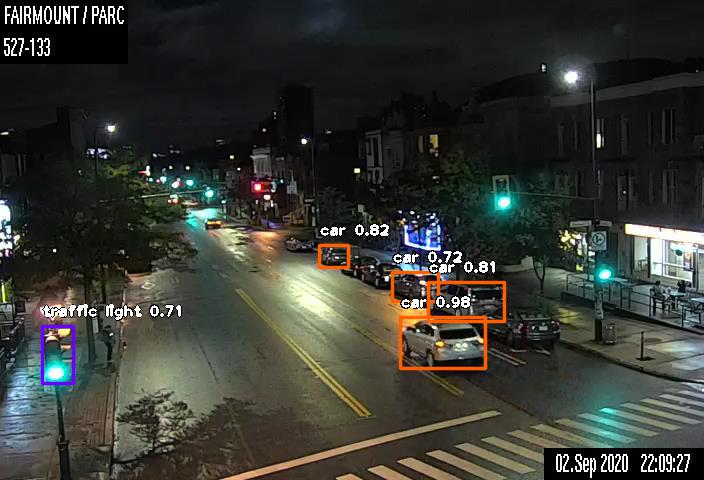 FAIRMOUNT / PARC
527-133
car 0.82
car 0.72
car 0.81
car 0.98
traffic light 0.71
02.Sep 2020 22:09:27